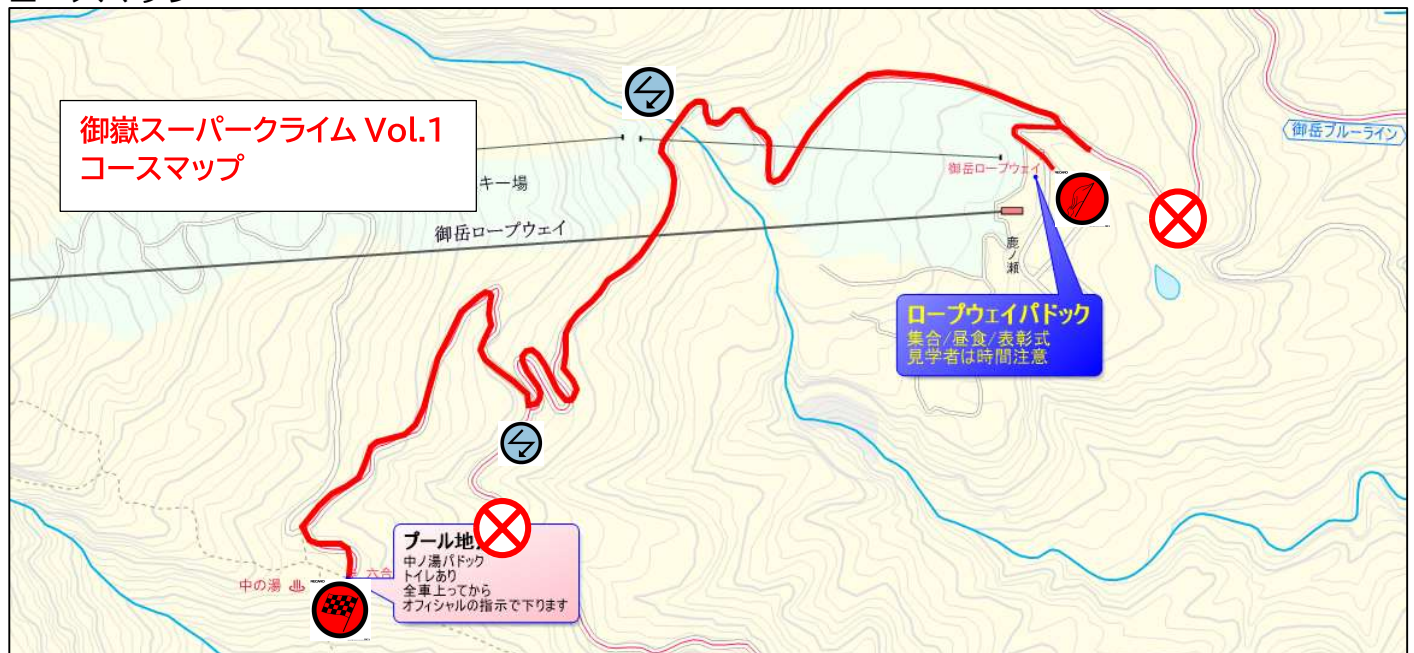 御嶽スーパークライム Vol.1
コースマップ
御岳ブルーライン
御岳ロープウェイ
キー場
御岳ロープウェイ
鹿ノ瀬
ロープウェイパドック
集合/昼食/表彰式
見学者は時間注意
プール地
中ノ湯パドック
トイレあり
全車上ってから
オフィシャルの指示で下ります
中の湯
六合